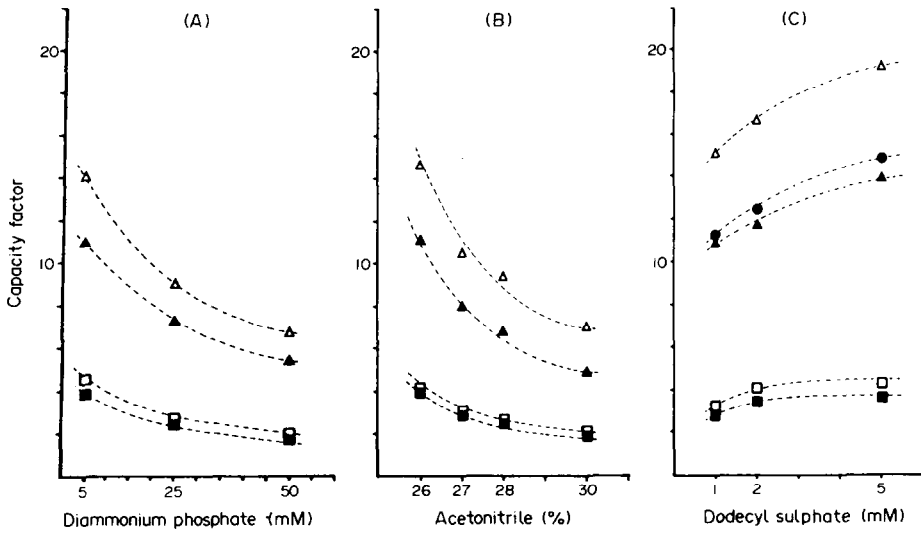 (A) (B) (C)
20 20 20
10 10 10
Capacity factor
5 25 50 26 27 28 30 1 2 5
Diammonium phosphate (mM) Acetonitrile (%) Dodecyl sulphate (mM)